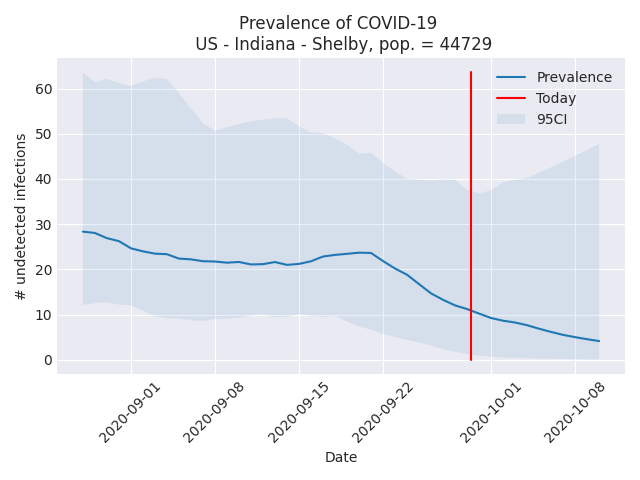 Prevalence of COVID-19
US - Indiana - Shelby, pop. = 44729
Prevalence
Today
95CI
# undetected infections
60
50
40
30
20
10
0
2020-09-01
2020-09-08
2020-09-15
2020-09-22
2020-10-01
2020-10-08
Date